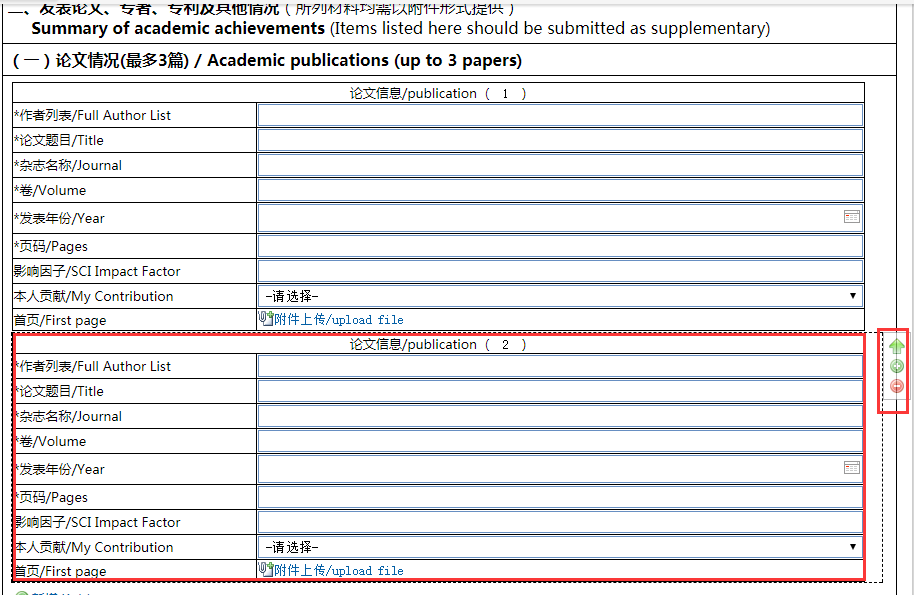 二、发表论文、专著、专利及其他情况（所列材料均需以附件形式提供）
Summary of academic achievements (Items listed here should be submitted as supplementary)
(一)论文情况(最多3篇) / Academic publications (up to 3 papers)
论文信息/publication ( 1 )
*作者列表/Full Author List
*论文题目/Title
*杂志名称/Journal
*卷/Volume
*发表年份/Year
*页码/Pages
影响因子/SCI Impact Factor
本人贡献/My Contribution -请选择-
首页/First page 附件上传/upload file
论文信息/publication ( 2 )
*作者列表/Full Author List
*论文题目/Title
*杂志名称/Journal
*卷/Volume
*发表年份/Year
*页码/Pages
影响因子/SCI Impact Factor
本人贡献/My Contribution -请选择-
首页/First page 附件上传/upload file